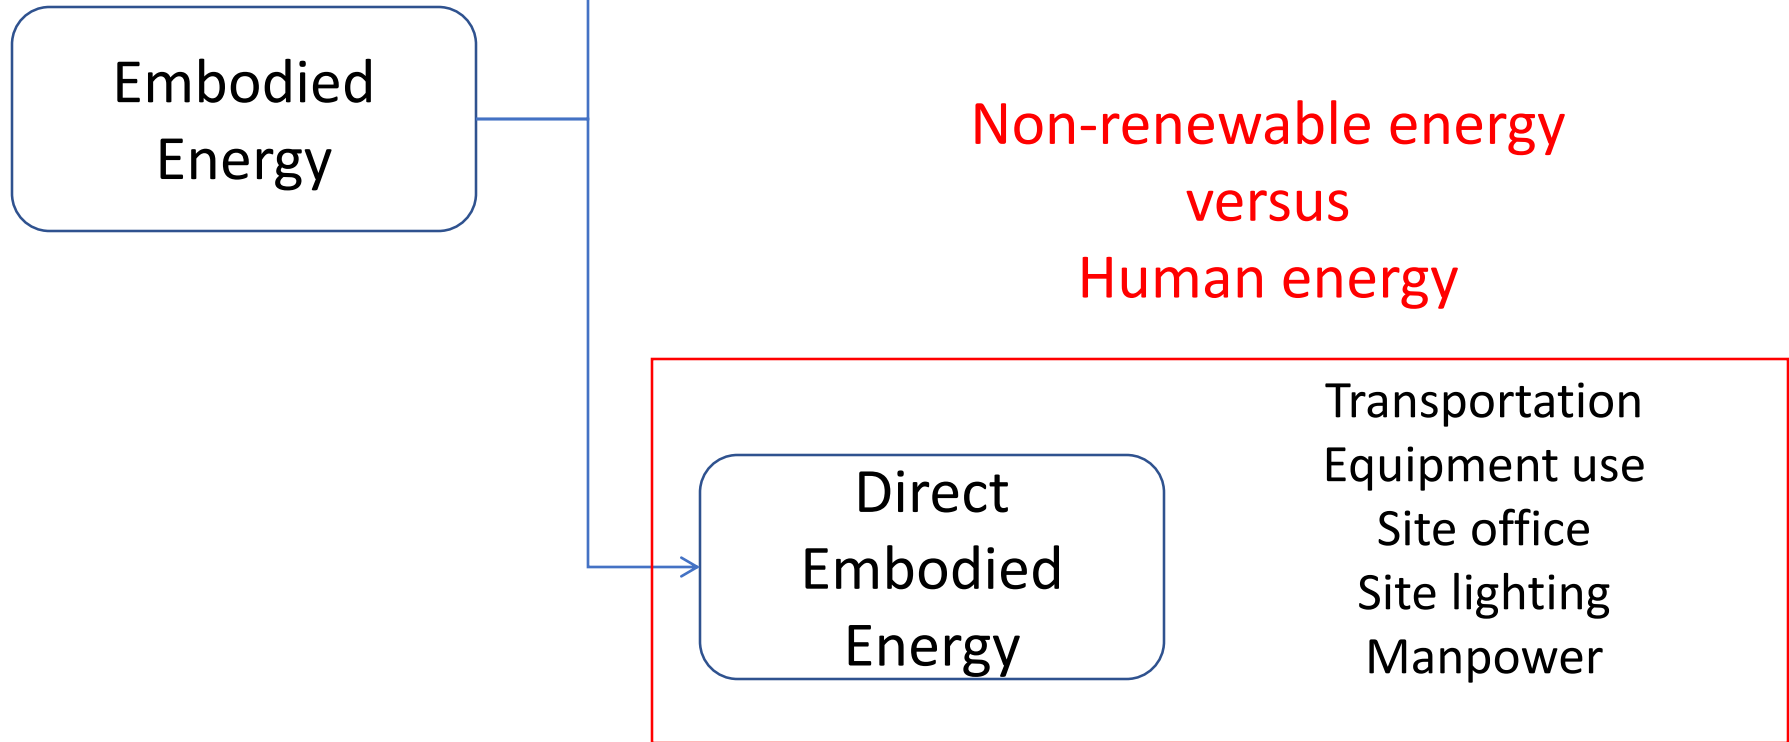 Embodied
Energy
Non-renewable energy
versus
Human energy
Direct
Embodied
Energy
Transportation
Equipment use
Site office
Site lighting
Manpower